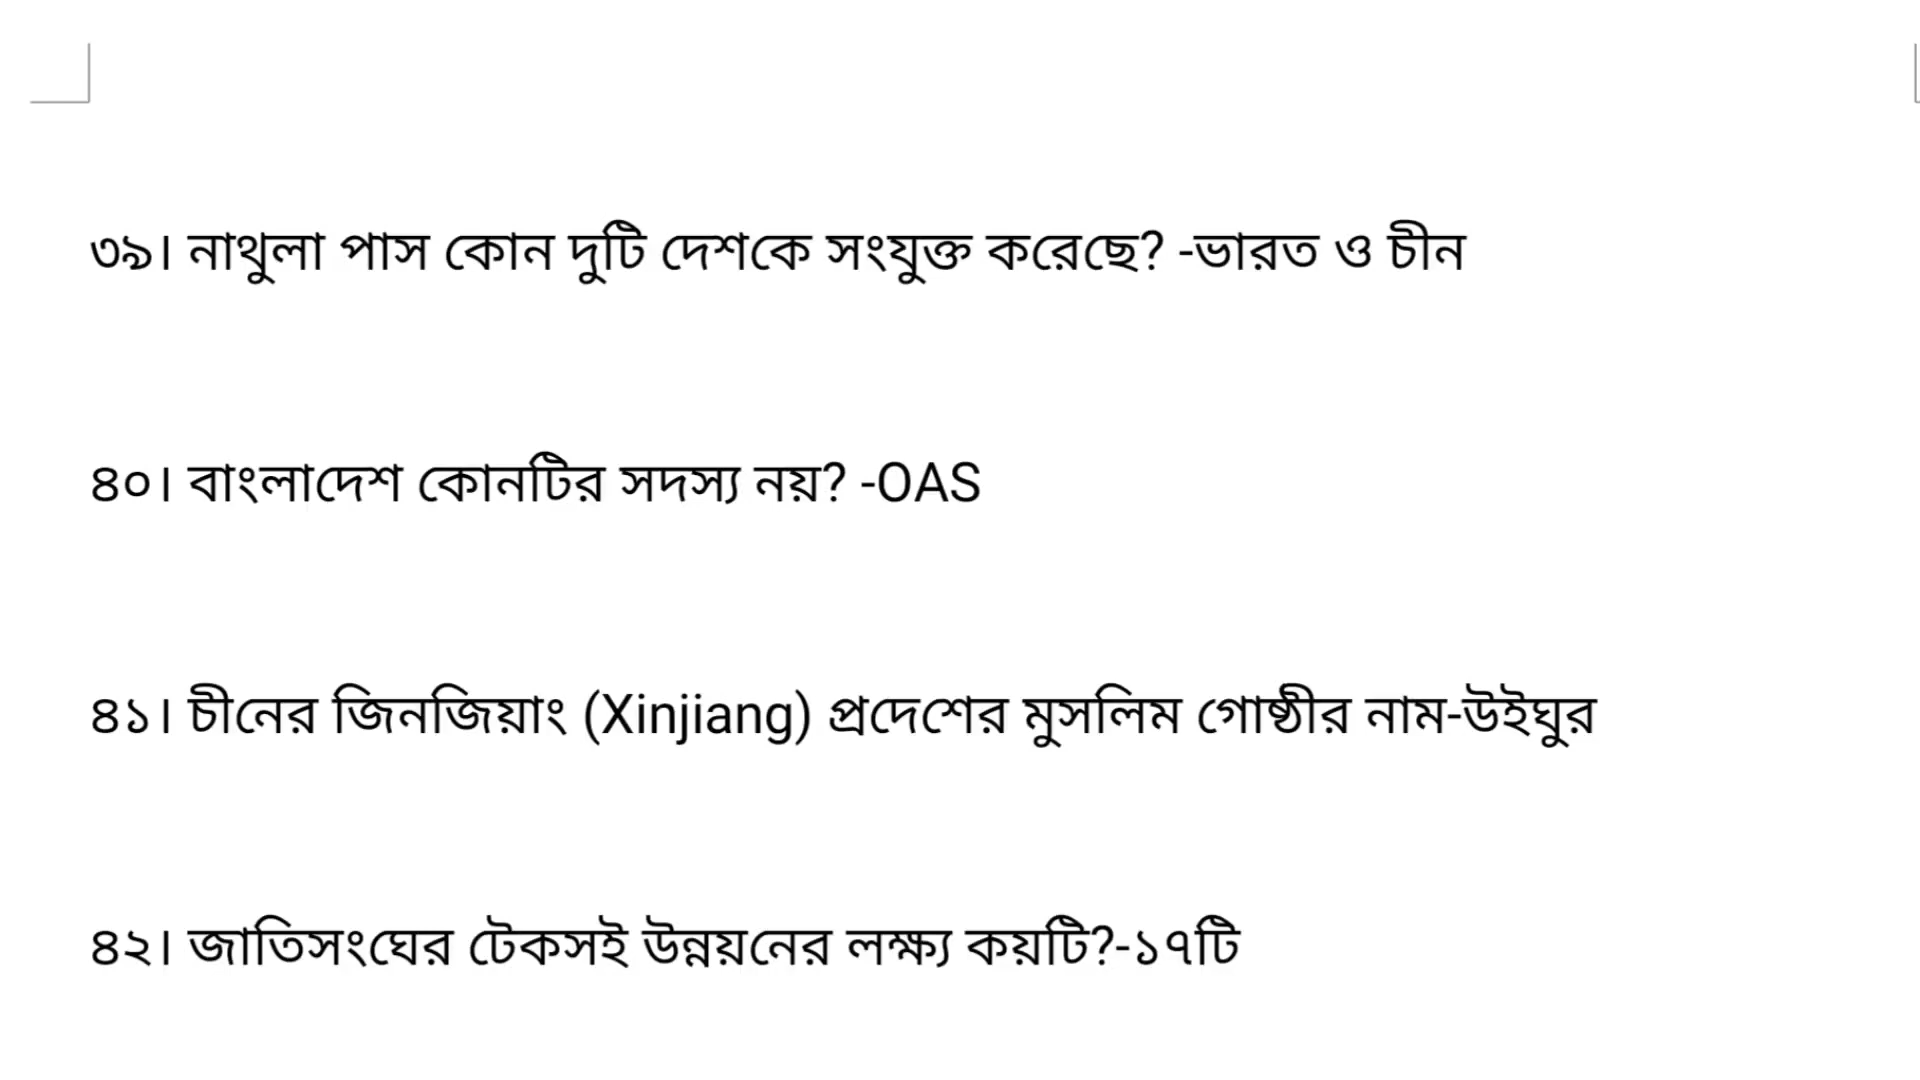 ৩৯। নাথুলা পাস কোন দুটি দেশকে সংযুক্ত করেছে? -ভারত ও চীন
৪০। বাংলাদেশ কোনটির সদস্য নয়? -OAS
৪১। চীনের জিনজিয়াং (Xinjiang) প্রদেশের মুসলিম গোষ্ঠীর নাম-উইঘুর
৪২। জাতিসংঘের টেকসই উন্নয়নের লক্ষ্য কয়টি?-১৭টি